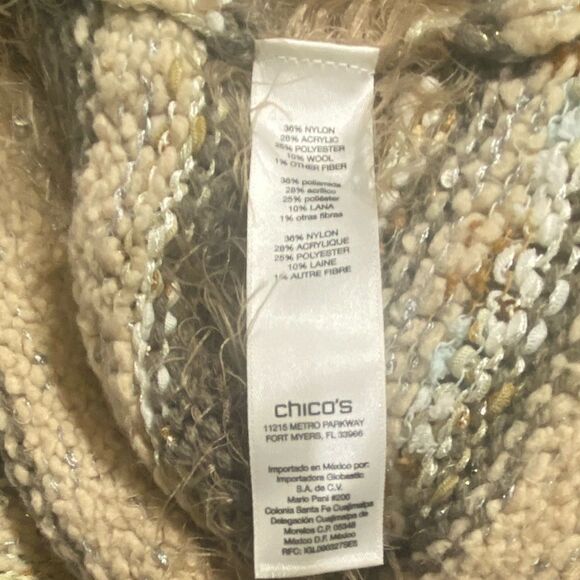 36% NYLON
28% ACRYLIC
25% POLYESTER
10% WOOL
1% OTHER FIBER
36% poliamida
28% acrílico
25% poliéster
10% LANA
1% otras fibras
36% NYLON
28% ACRYLIQUE
25% POLYESTER
10% LAINE
1% AUTRE FIBRE
chico's
11215 METRO PARKWAY
FORT MYERS, FL 33966
Importado en México por:
Importadora Globastic
S.A. de C.V.
Mario Pani #200
Colonia Santa Fe Cuajimalpa
Delegación Cuajimalpa
Morelos C.P. 05348
México D.F. México
RFC: IGL090327SE5